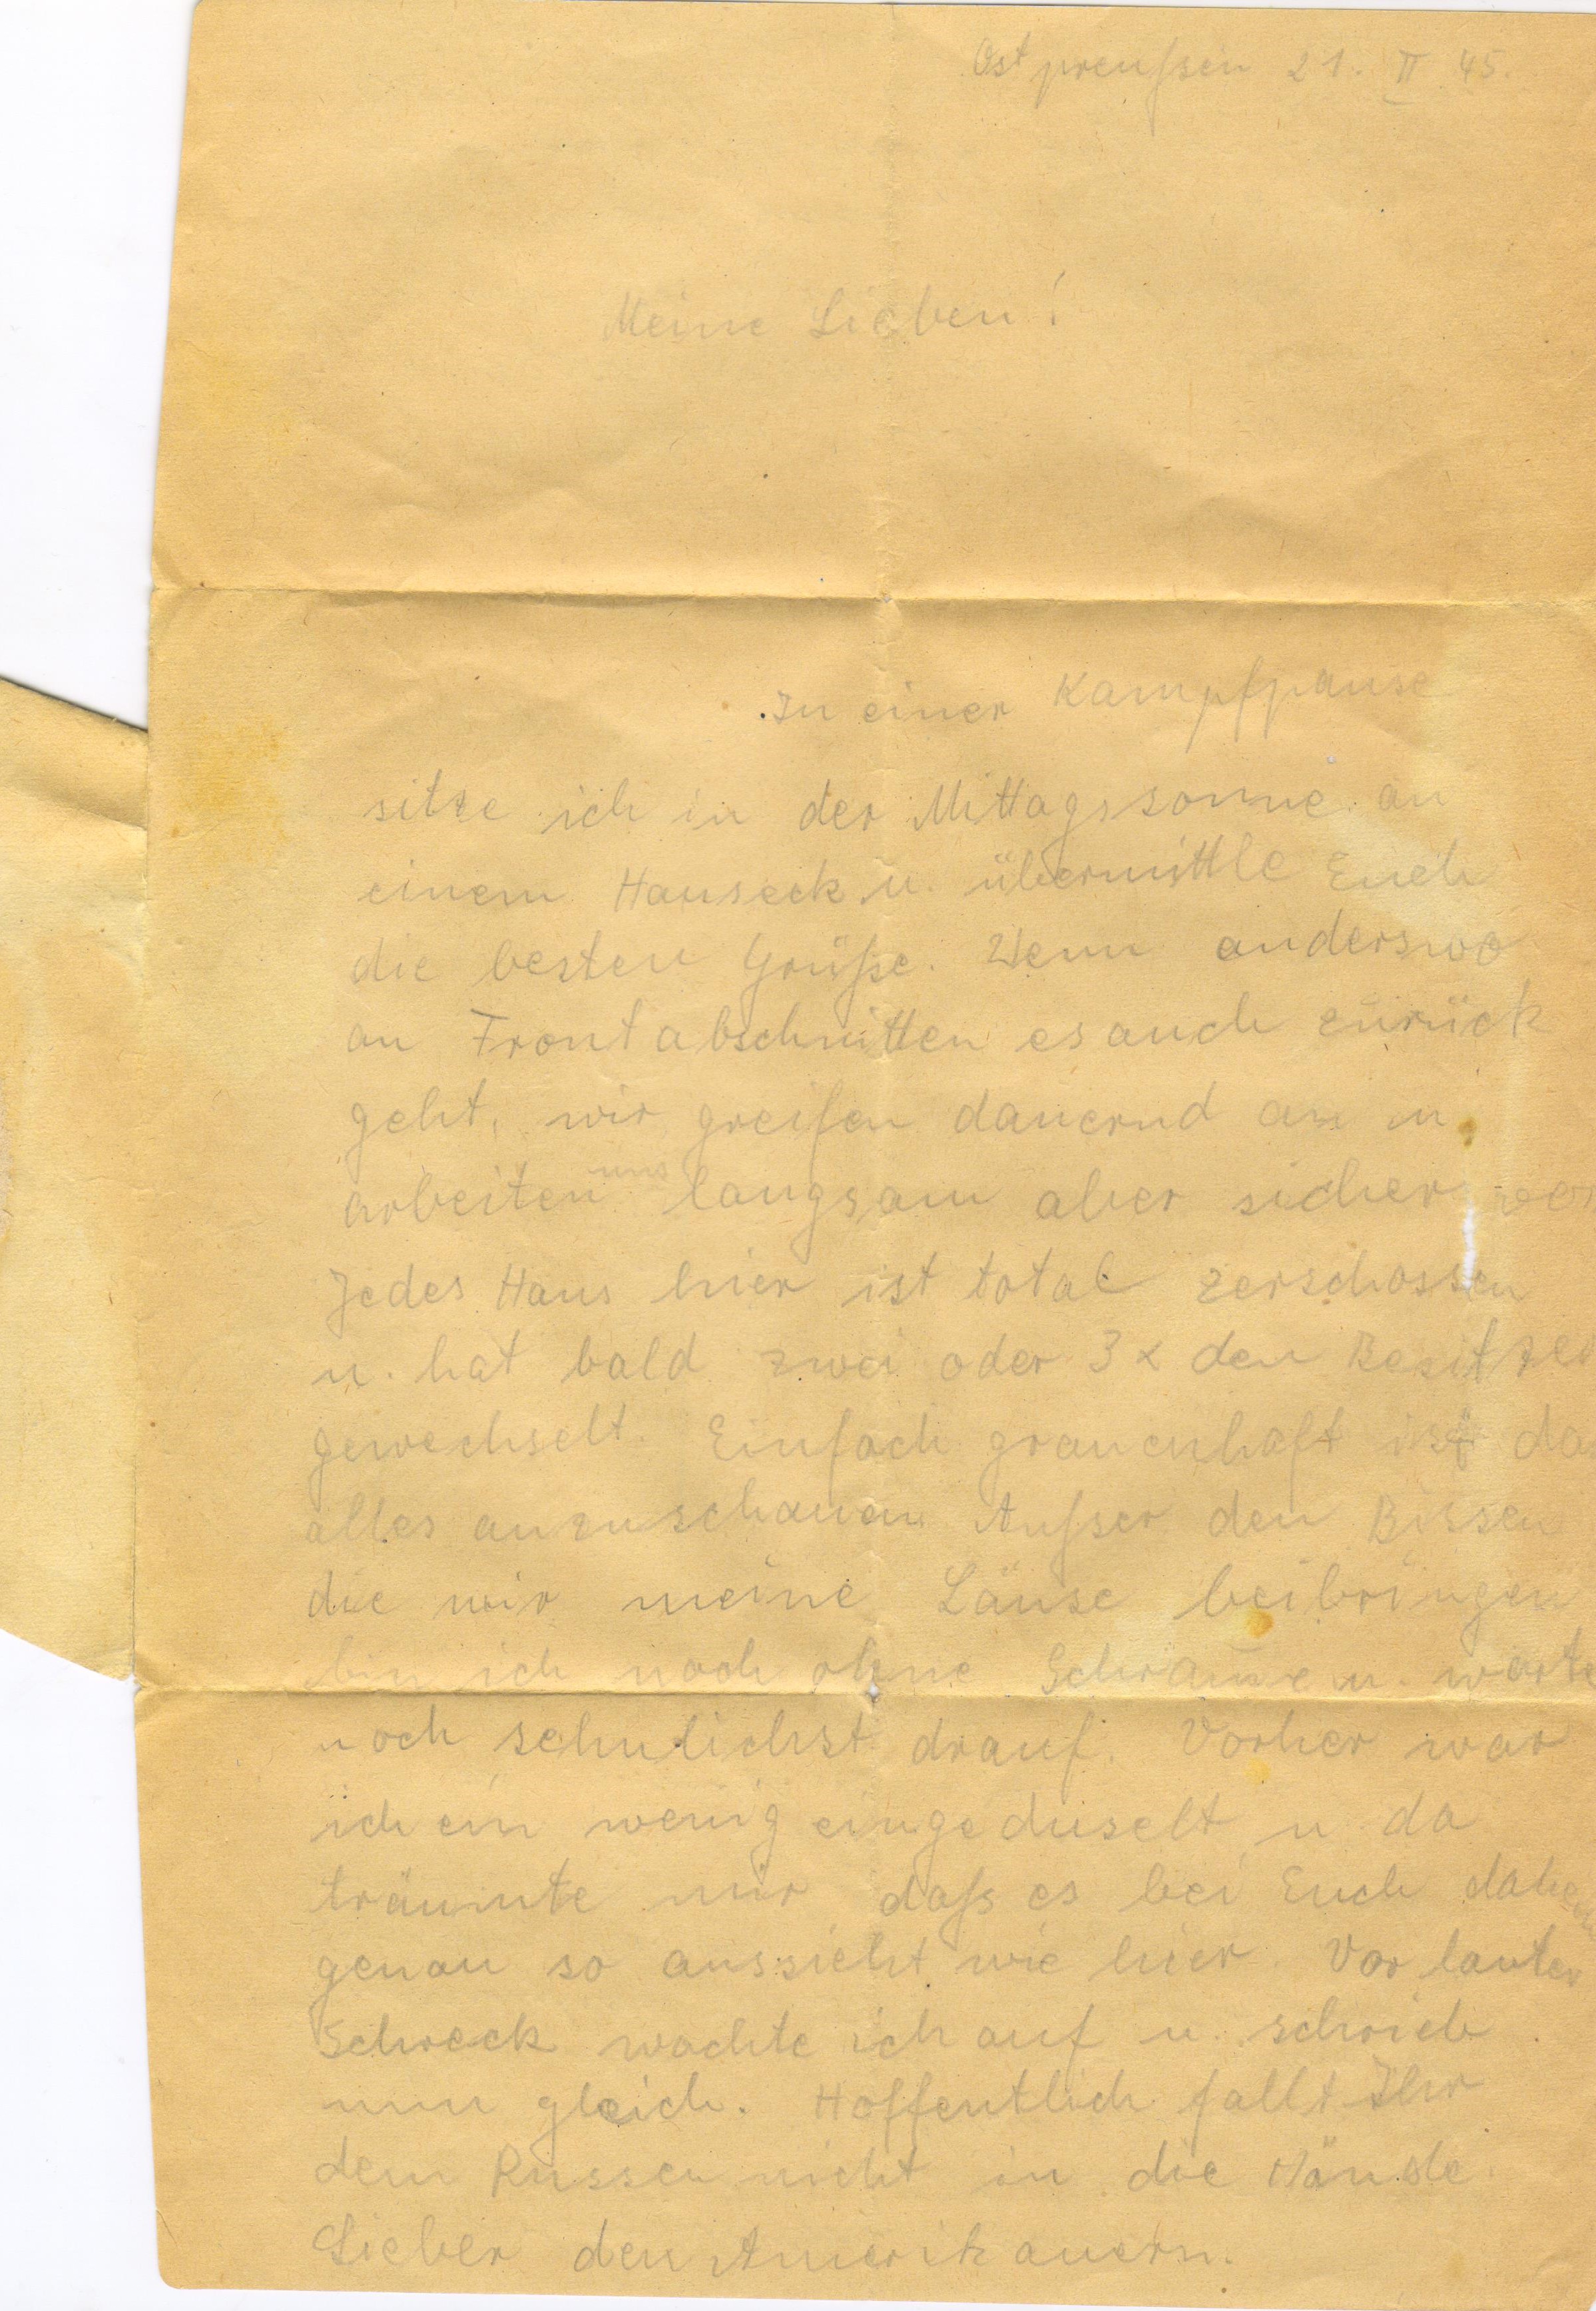 Ostpreußen 21. II 45.
Meine Lieben!
In einer Kampfpause
sitze ich in der Mittagssonne an
einem Hauseck u. übermittle Euch
die besten Grüße. Wenn anderswo
an Frontabschnitten es auch zurück
geht, wir greifen dauernd an u.
arbeiten uns langsam aber sicher vor
Jedes Haus hier ist total zerschossen
u. hat bald zwei oder 3 x den Besitzer
gewechselt. Einfach grauenhaft ist da
alles anzuschauen Außer den Bissen
die mir meine Läuse beibringen
bin ich noch ohne Schramme u. warte
noch sehnlichst drauf. Vorher war
ich ein wenig eingeduselt u. da
träumte mir daß es bei Euch daheim
genau so aussieht wie hier. Vor lauter
Schreck wachte ich auf u. schrieb
nun gleich. Hoffentlich fallt Ihr
dem Russen nicht in die Hände.
Lieber den Amerikanern.